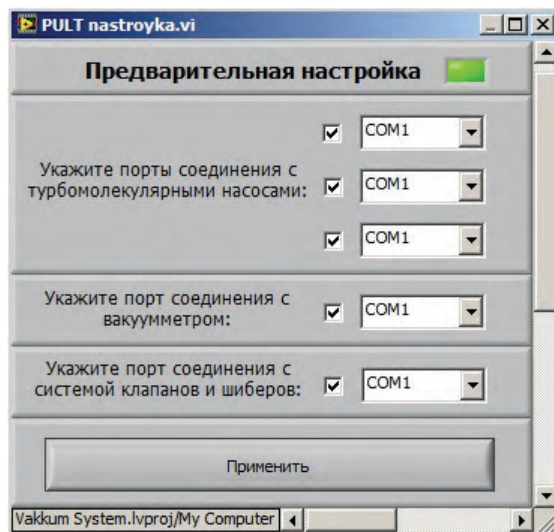 PULT nastroyka.vi
Предварительная настройка
COM1
Укажите порты соединения с
турбомолекулярными насосами:
COM1
COM1
Укажите порт соединения с
вакуумметром:
COM1
Укажите порт соединения с
системой клапанов и шиберов:
COM1
Применить
Vakkum System.lvproj/My Computer